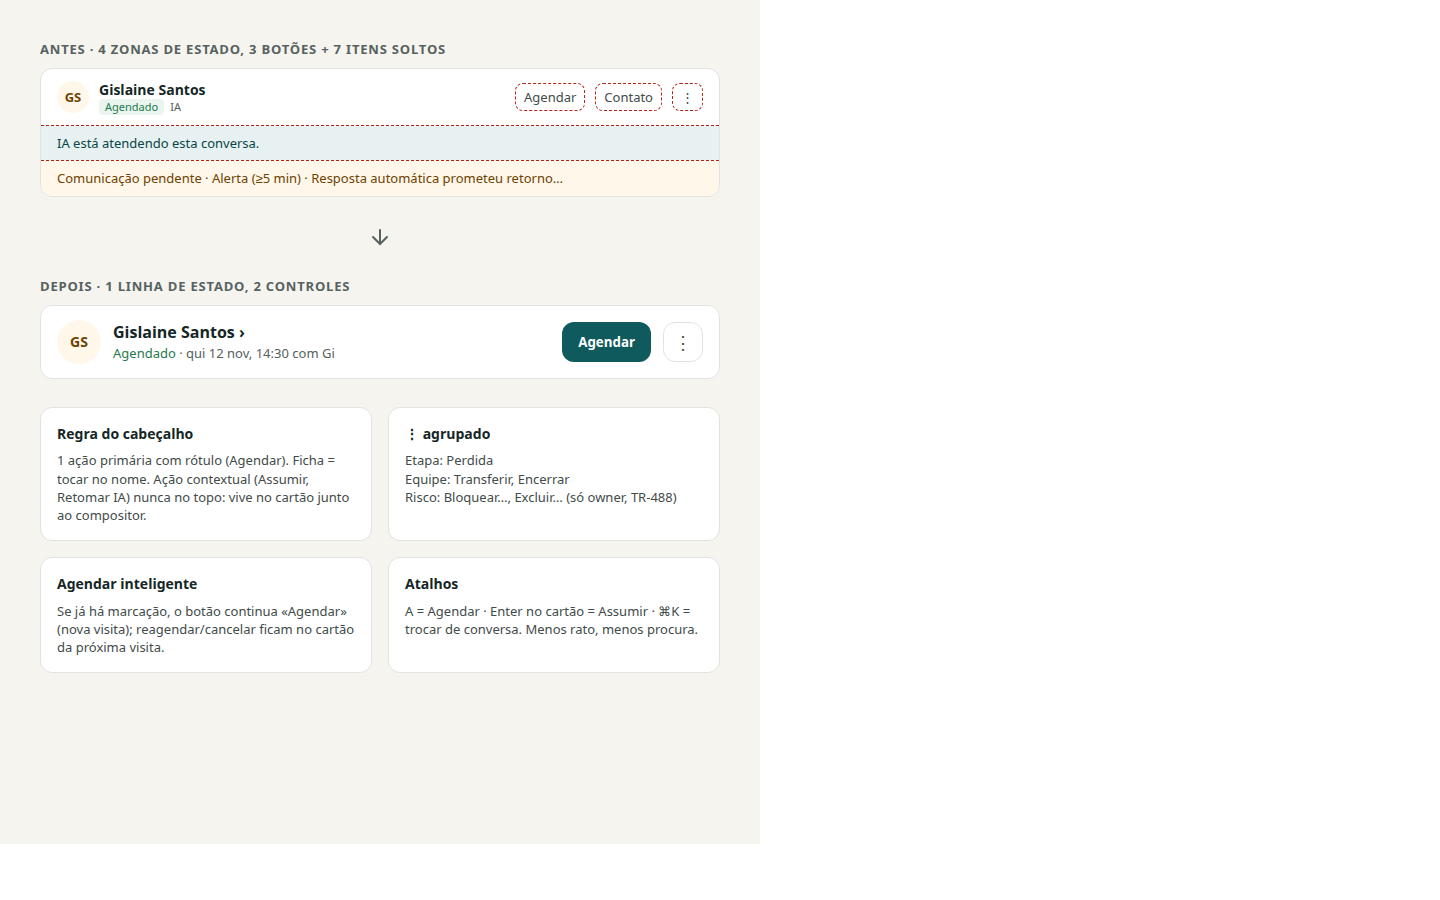 ANTES · 4 ZONAS DE ESTADO, 3 BOTÕES + 7 ITENS SOLTOS
GS
Gislaine Santos
Agendado IA
Agendar
Contato
⋮
IA está atendendo esta conversa.
Comunicação pendente · Alerta (≥5 min) · Resposta automática prometeu retorno...
↓
DEPOIS · 1 LINHA DE ESTADO, 2 CONTROLES
GS
Gislaine Santos ›
Agendado · qui 12 nov, 14:30 com Gi
Agendar
⋮
Regra do cabeçalho
1 ação primária com rótulo (Agendar). Ficha =
tocar no nome. Ação contextual (Assumir,
Retomar IA) nunca no topo: vive no cartão junto
ao compositor.
⋮ agrupado
Etapa: Perdida
Equipe: Transferir, Encerrar
Risco: Bloquear..., Excluir... (só owner, TR-488)
Agendar inteligente
Se já há marcação, o botão continua «Agendar»
(nova visita); reagendar/cancelar ficam no cartão
da próxima visita.
Atalhos
A = Agendar · Enter no cartão = Assumir · ⌘K =
trocar de conversa. Menos rato, menos procura.